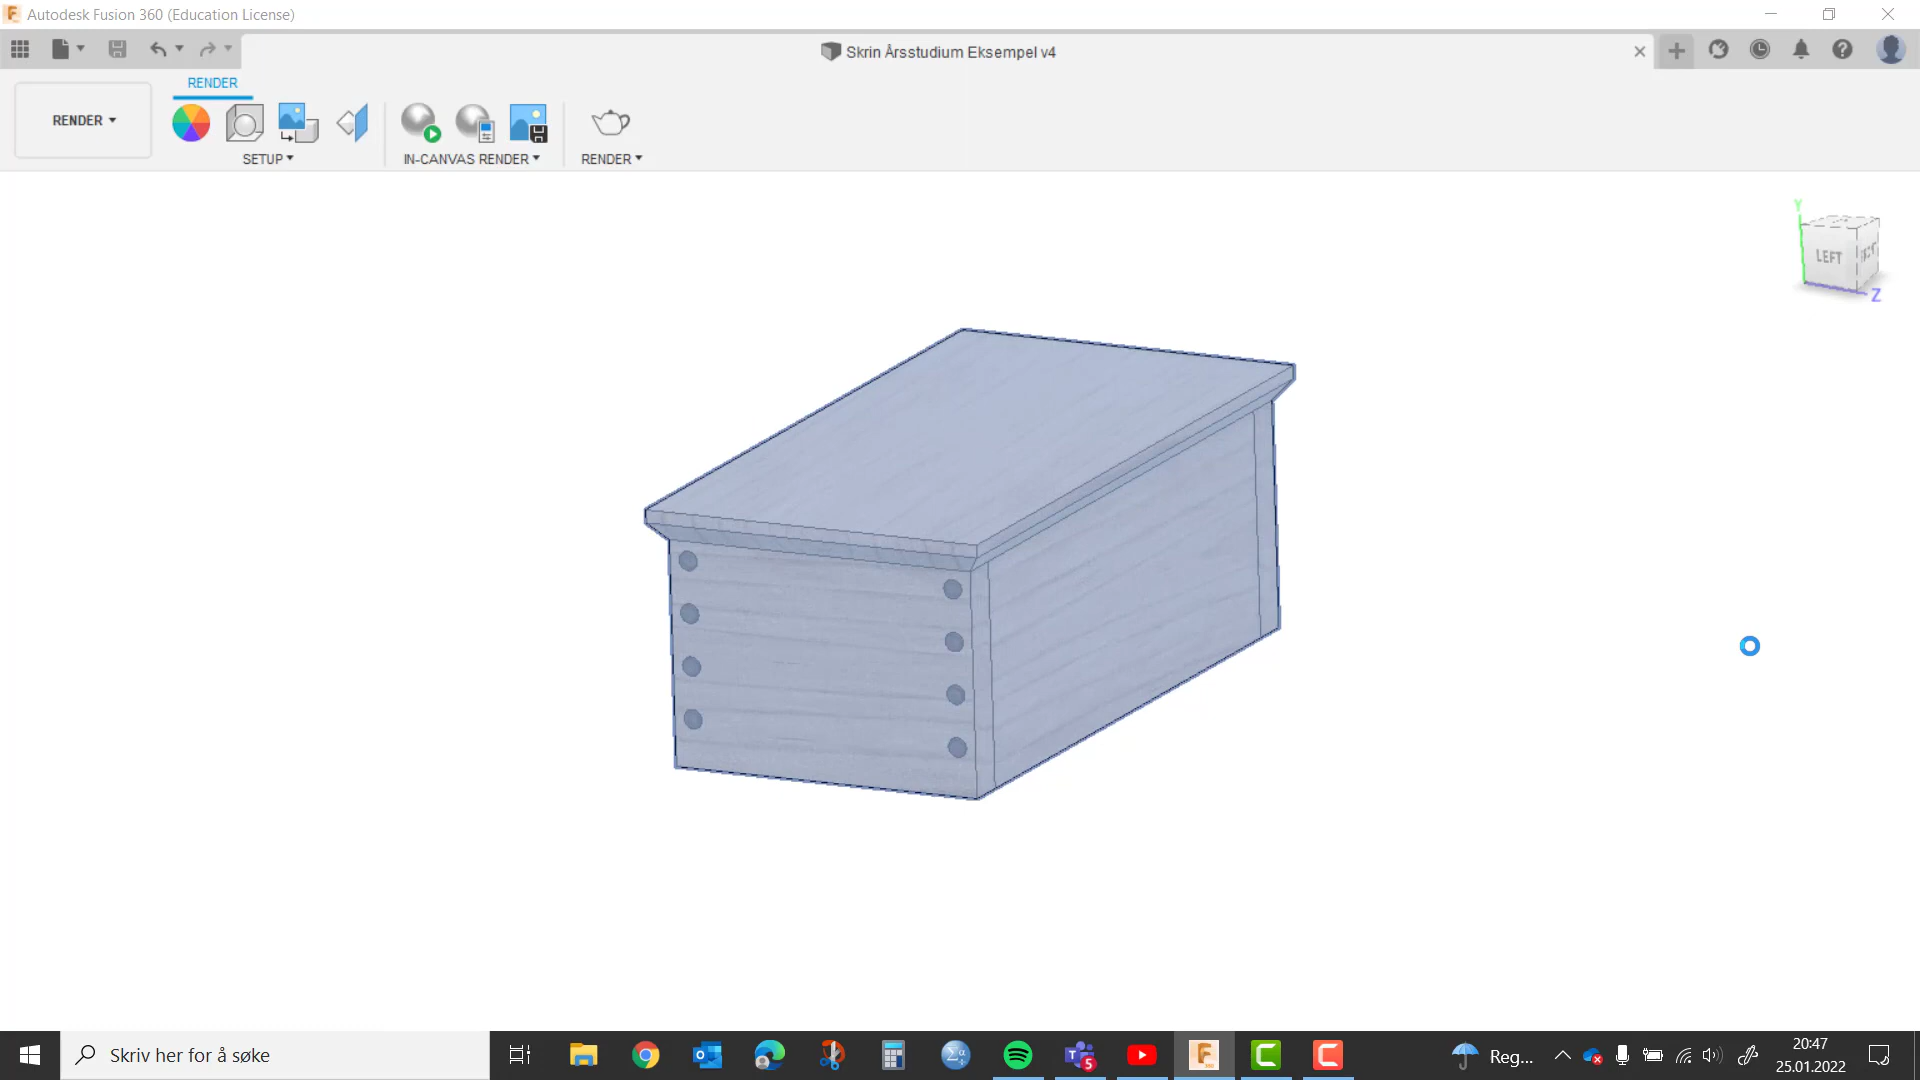 Autodesk Fusion 360 (Education License)
Skrin Årsstudium Eksempel v4
RENDER
RENDER
SETUP
IN-CANVAS RENDER
RENDER
Y
LEFT
Z
Skriv her for å søke
5
Reg...
20:47
25.01.2022